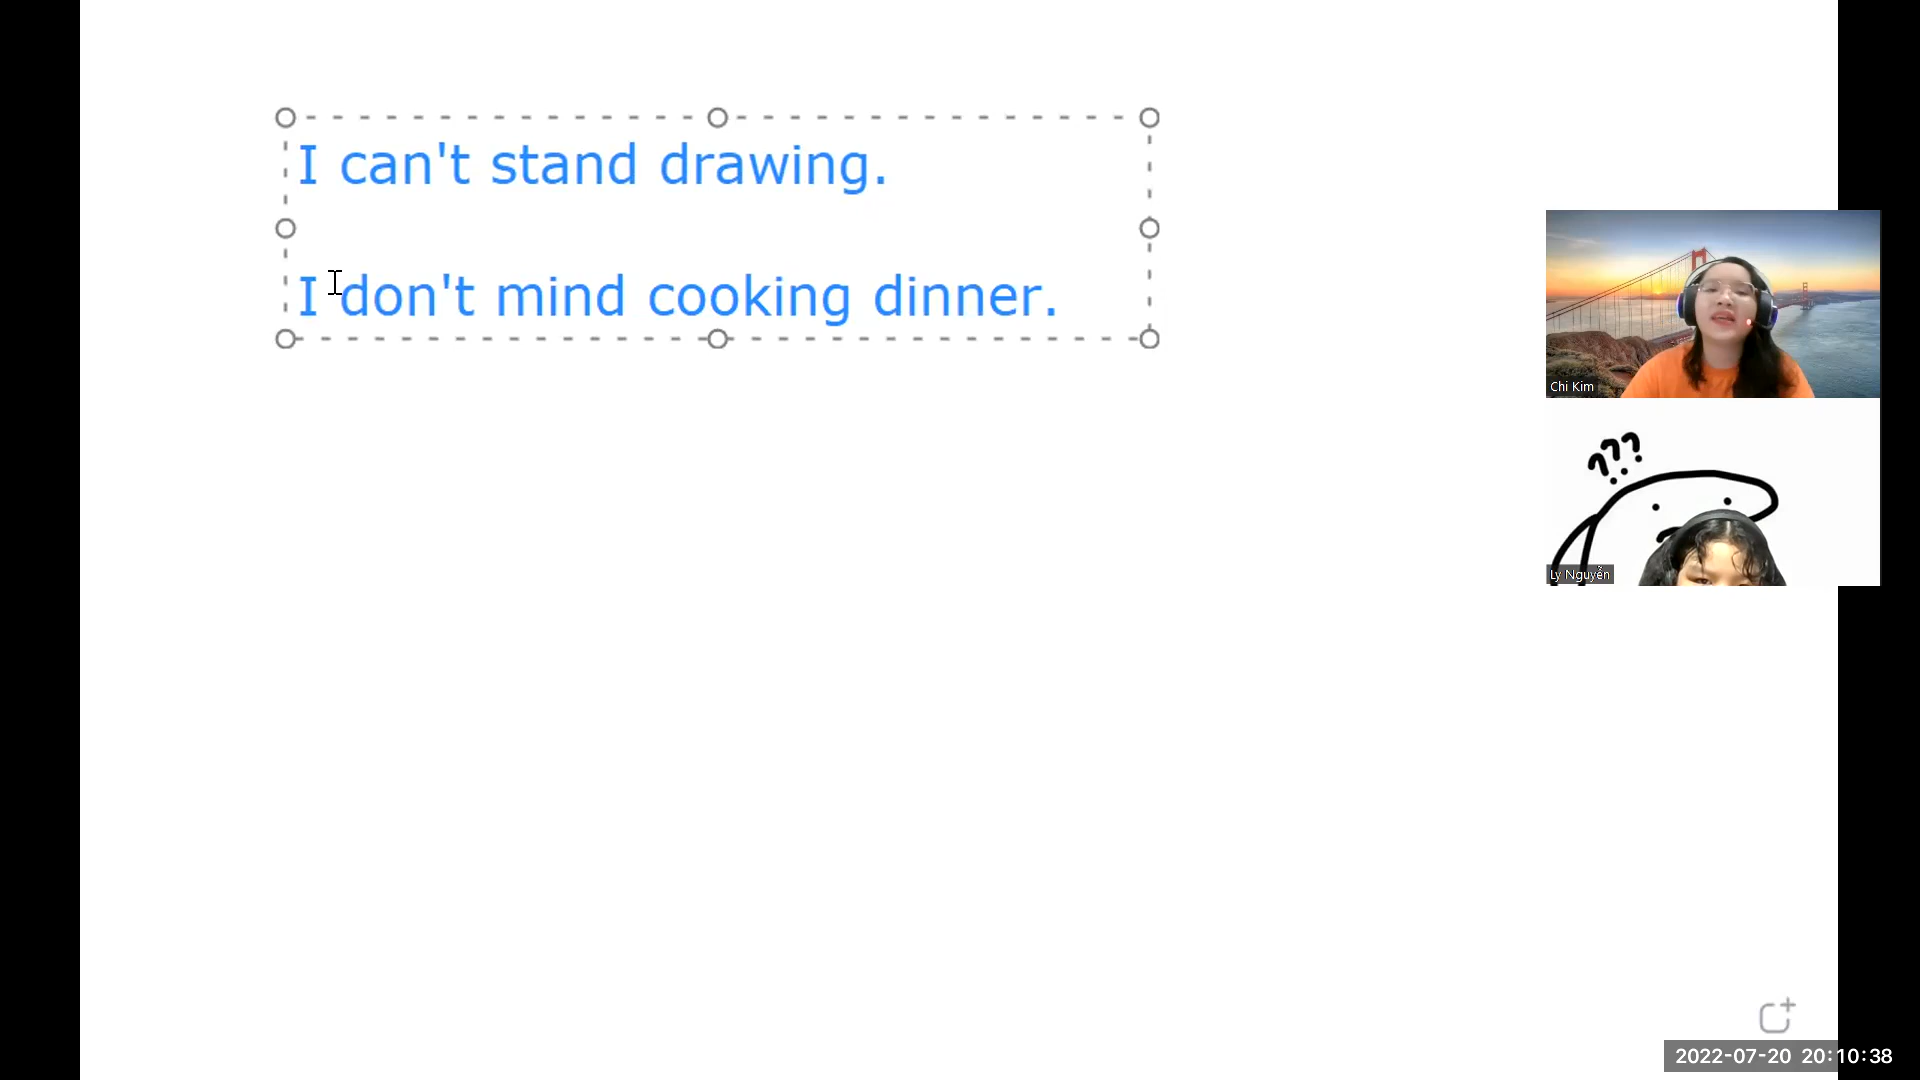 I can't stand drawing.
I don't mind cooking dinner.
Chi Kim
???
Ly Nguyễn
2022-07-20 20:10:38